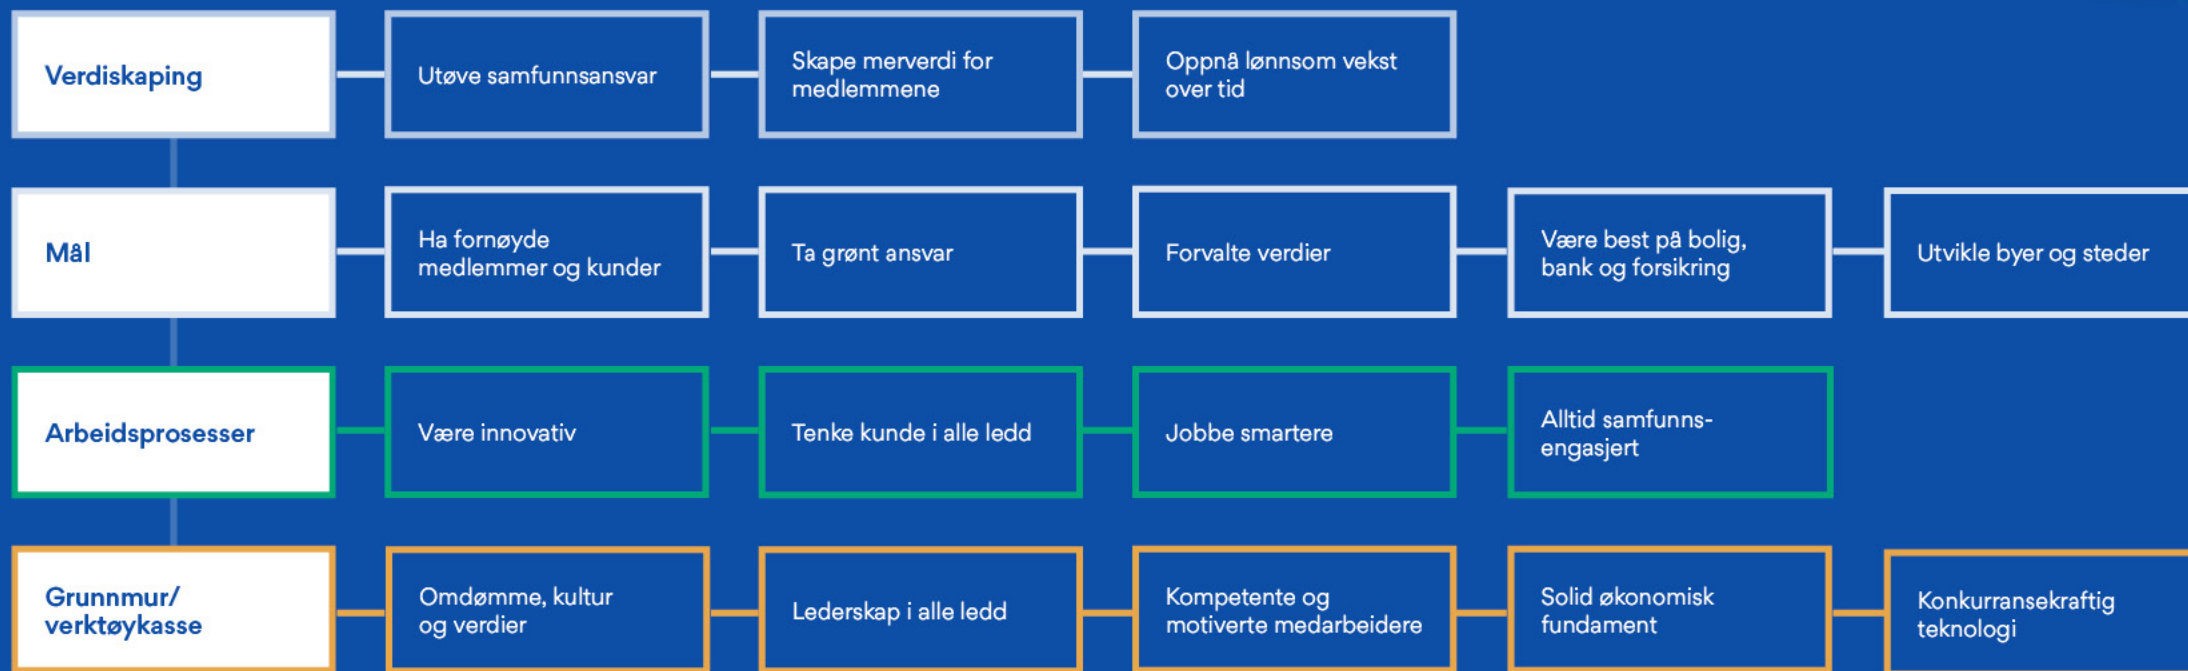 Verdiskaping
Utøve samfunnsansvar
Skape merverdi for
medlemmene
Oppnå lønnsom vekst
over tid
Mål
Ha fornøyde
medlemmer og kunder
Ta grønt ansvar
Forvalte verdier
Være best på bolig,
bank og forsikring
Utvikle byer og steder
Arbeidsprosesser
Være innovativ
Tenke kunde i alle ledd
Jobbe smartere
Alltid samfunns-
engasjert
Grunnmur/
verktøykasse
Omdømme, kultur
og verdier
Lederskap i alle ledd
Kompetente og
motiverte medarbeidere
Solid økonomisk
fundament
Konkurransekraftig
teknologi